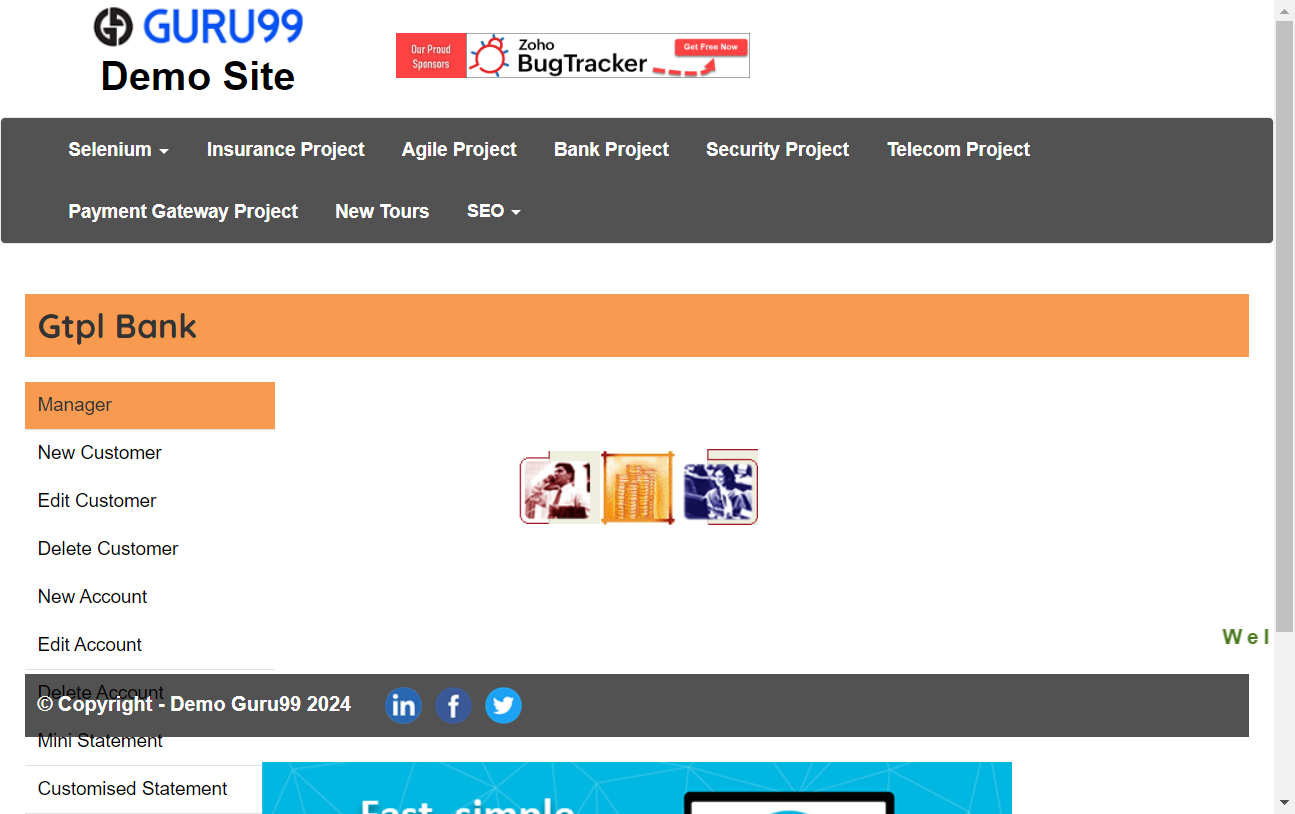 GURU99
Demo Site
Our Proud
Sponsors
Zoho
BugTracker
Get Free Now
Selenium
Insurance Project
Agile Project
Bank Project
Security Project
Telecom Project
Payment Gateway Project
New Tours
SEO
Gtpl Bank
Manager
New Customer
Edit Customer
Delete Customer
New Account
Edit Account
Wel
Delete Account
© Copyright - Demo Guru99 2024
in
f
Mini Statement
Customised Statement
Fast, simple